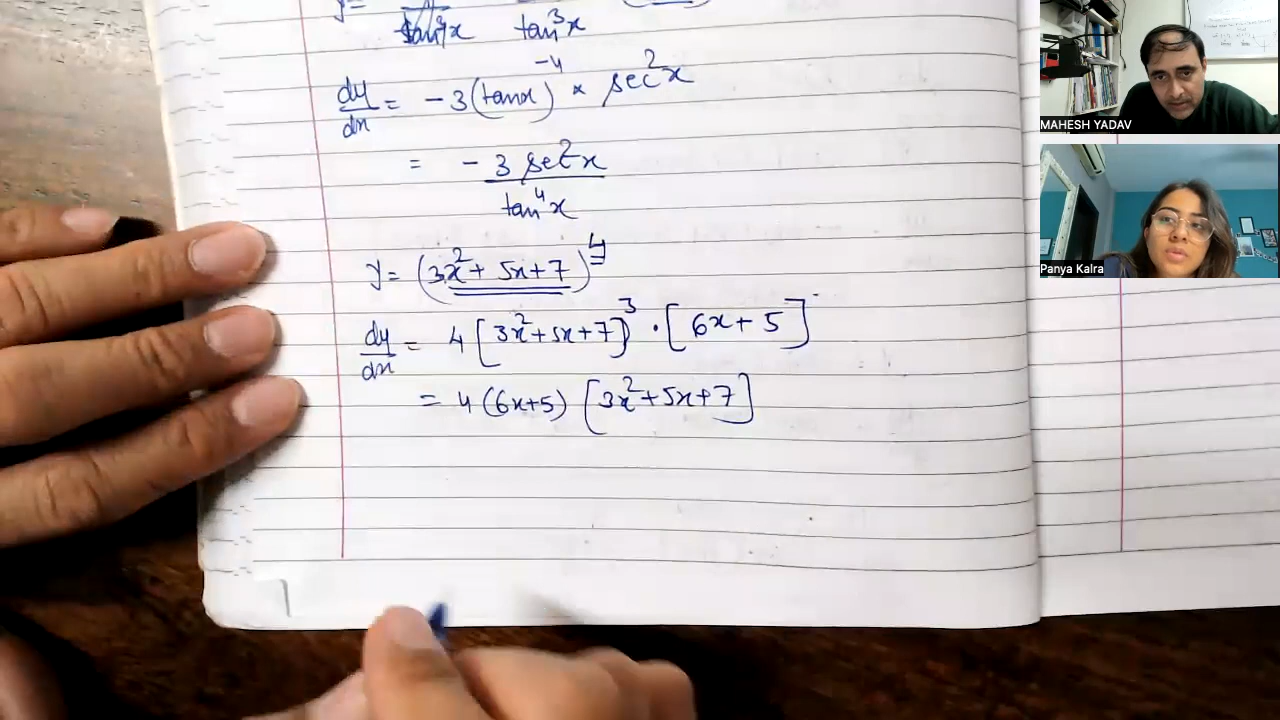 y =
tan³x
dy/dx = -3(tanx)⁻⁴ × sec²x
= -3 sec²x / tan⁴x
y = (3x² + 5x + 7)⁴
dy/dx = 4[3x²+5x+7]³ · [6x + 5]
= 4(6x+5) [3x²+5x+7]
MAHESH YADAV
Panya Kalra